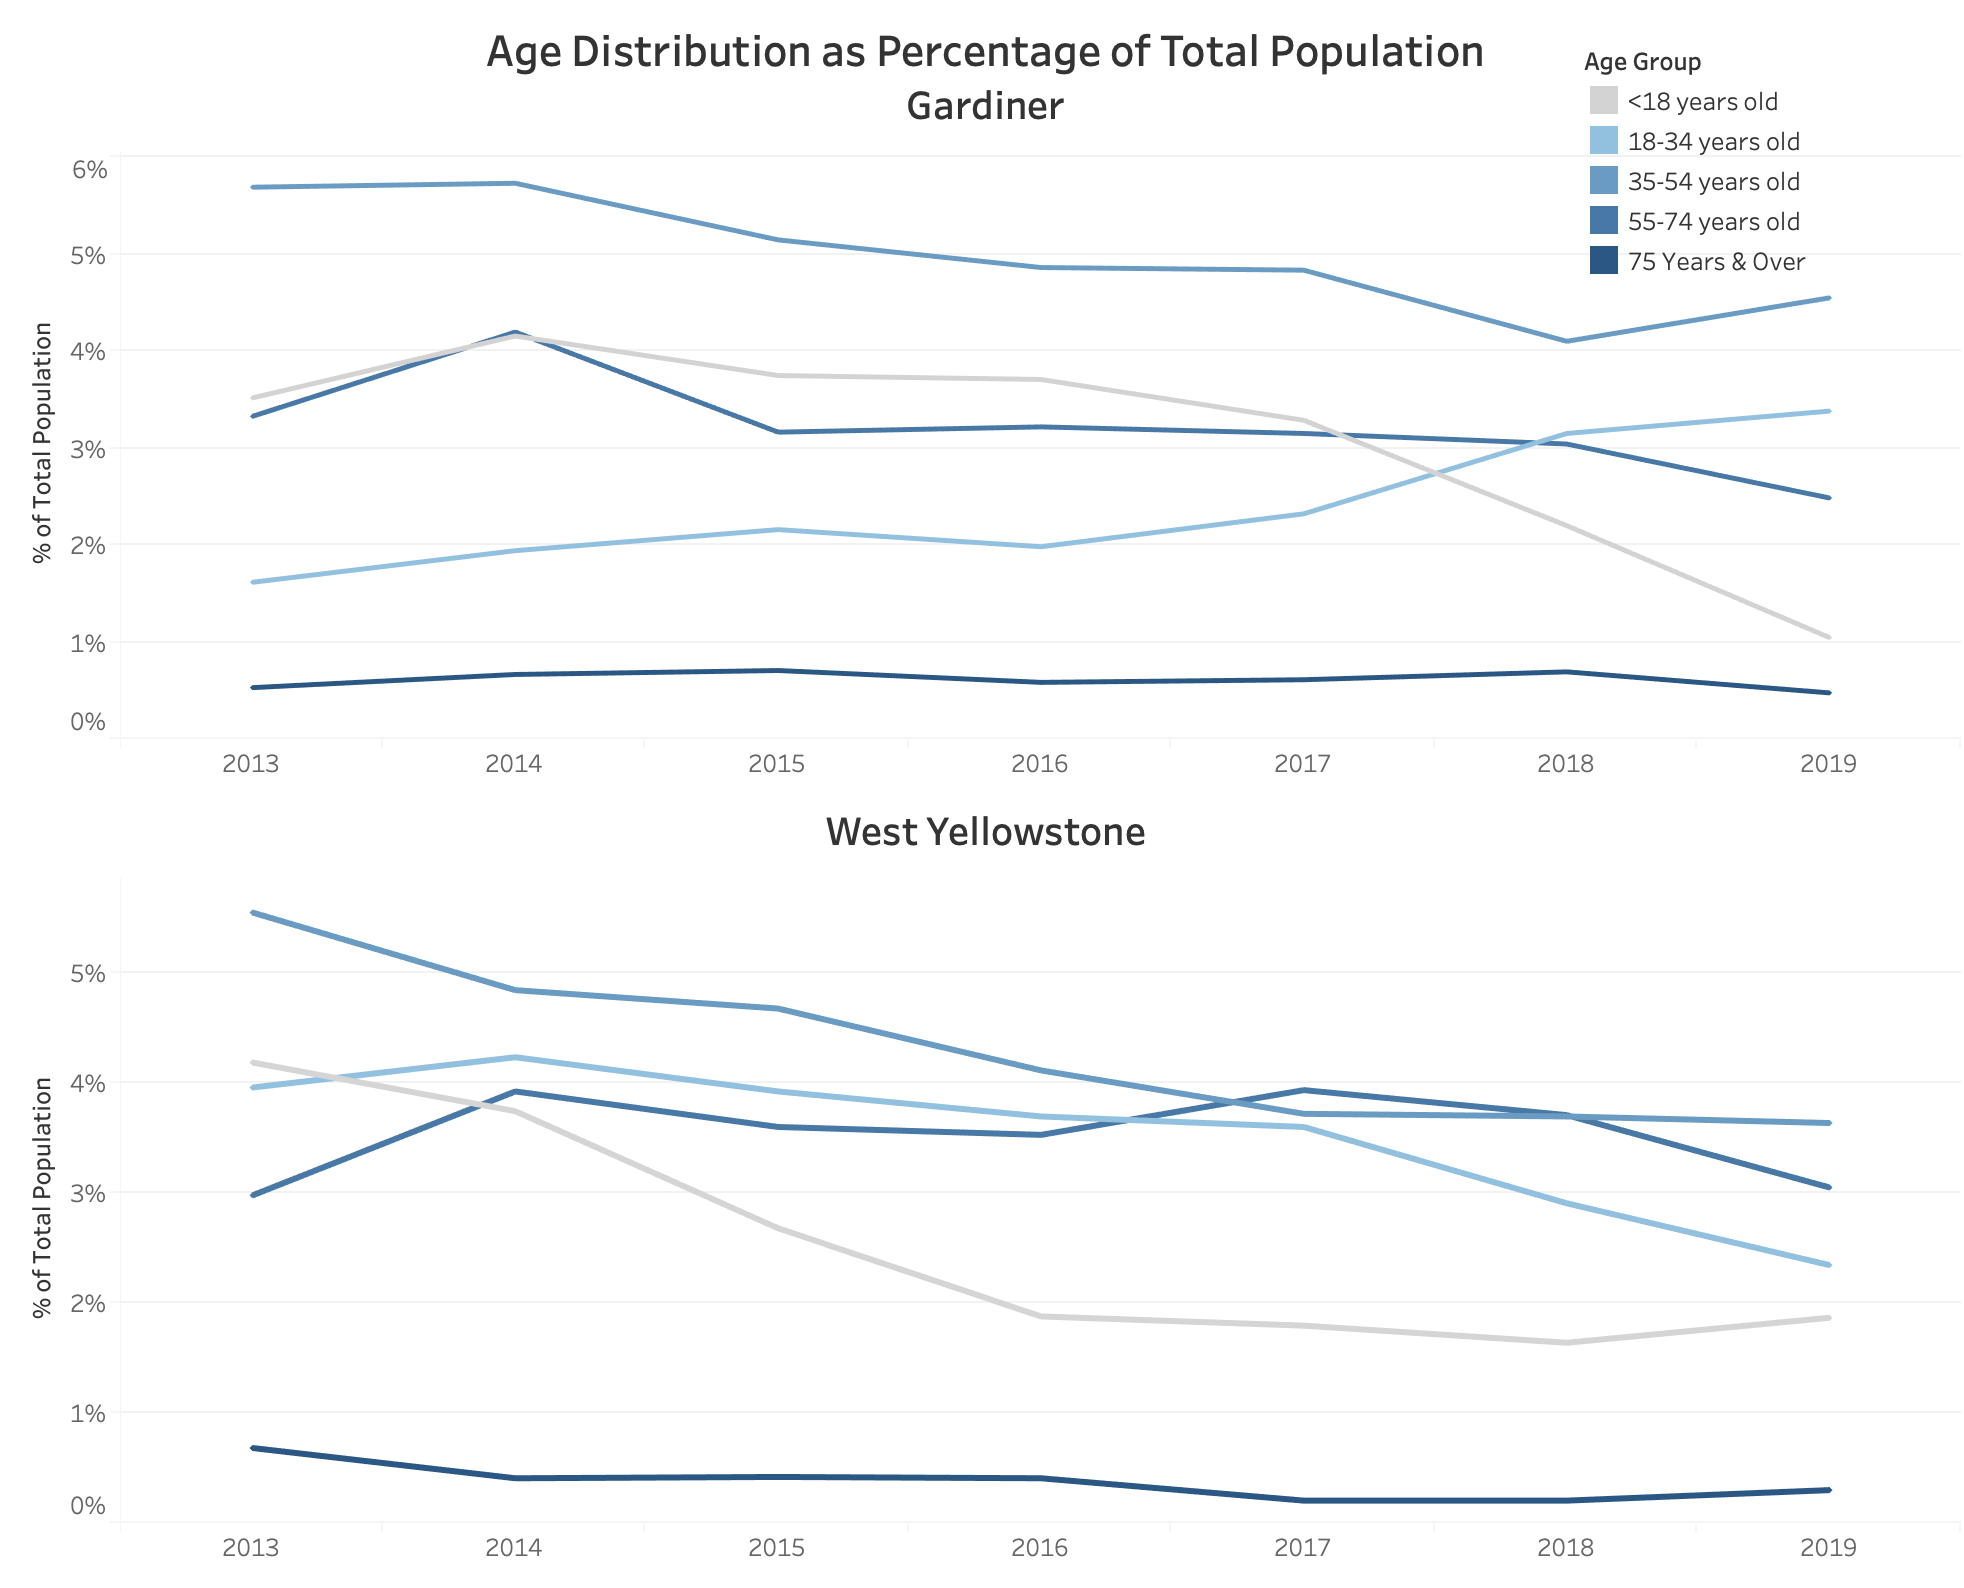 Age Distribution as Percentage of Total Population
Gardiner
Age Group
<18 years old
18-34 years old
35-54 years old
55-74 years old
75 Years & Over
% of Total Population
6%
5%
4%
3%
2%
1%
0%
2013 2014 2015 2016 2017 2018 2019
West Yellowstone
% of Total Population
5%
4%
3%
2%
1%
0%
2013 2014 2015 2016 2017 2018 2019